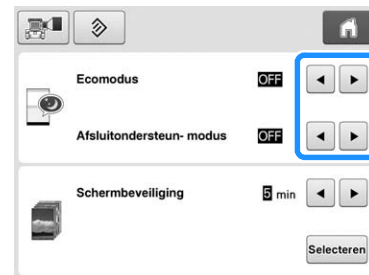 Ecomodus OFF
Afsluitondersteun- modus OFF
Schermbeveiliging 5 min
Selecteren